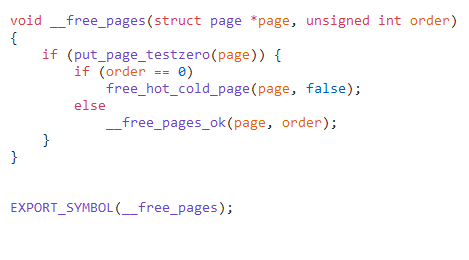 void __free_pages(struct page *page, unsigned int order)
{
    if (put_page_testzero(page)) {
        if (order == 0)
            free_hot_cold_page(page, false);
        else
            __free_pages_ok(page, order);
    }
}
EXPORT_SYMBOL(__free_pages);